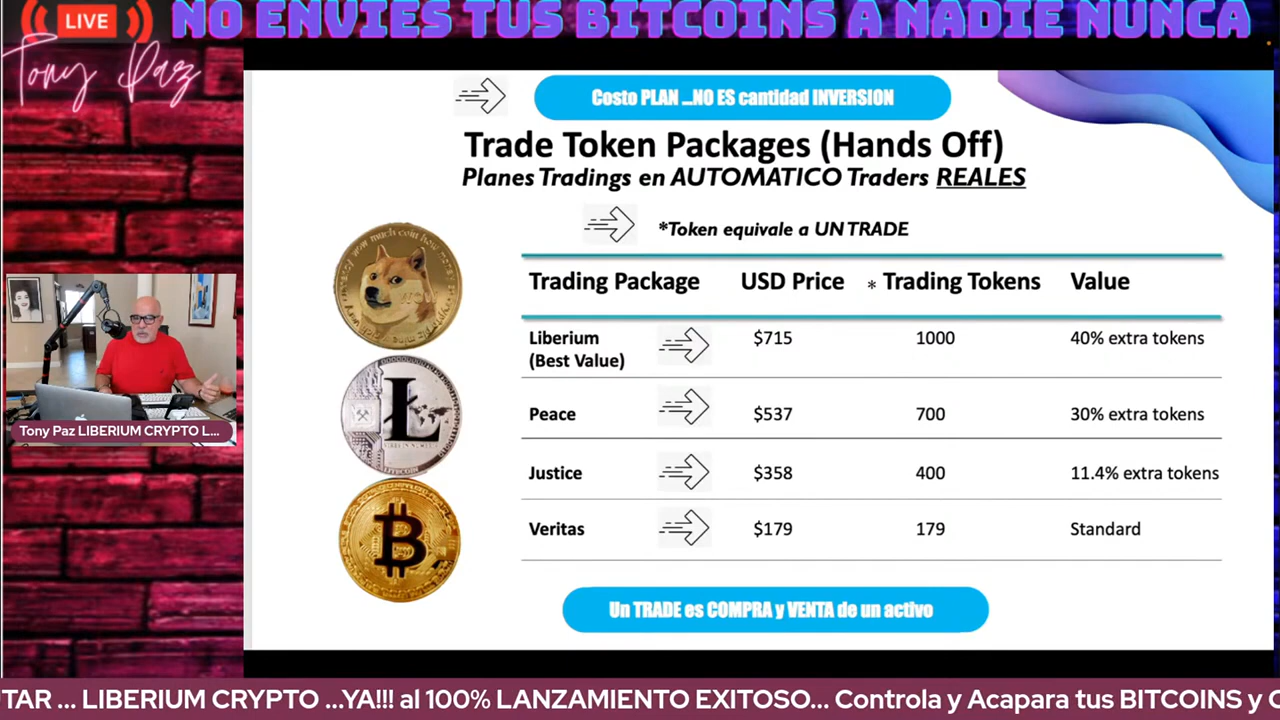 LIVE
NO ENVIES TUS BITCOINS A NADIE NUNCA
Tony Paz
Costo PLAN ...NO ES cantidad INVERSION
Trade Token Packages (Hands Off)
Planes Tradings en AUTOMATICO Traders REALES
*Token equivale a UN TRADE
Trading Package USD Price * Trading Tokens Value
Liberium
(Best Value) $715 1000 40% extra tokens
Peace $537 700 30% extra tokens
Justice $358 400 11.4% extra tokens
Veritas $179 179 Standard
Tony Paz LIBERIUM CRYPTO L...
Un TRADE es COMPRA y VENTA de un activo
TAR ... LIBERIUM CRYPTO ...YA!!! al 100% LANZAMIENTO EXITOSO... Controla y Acapara tus BITCOINS y